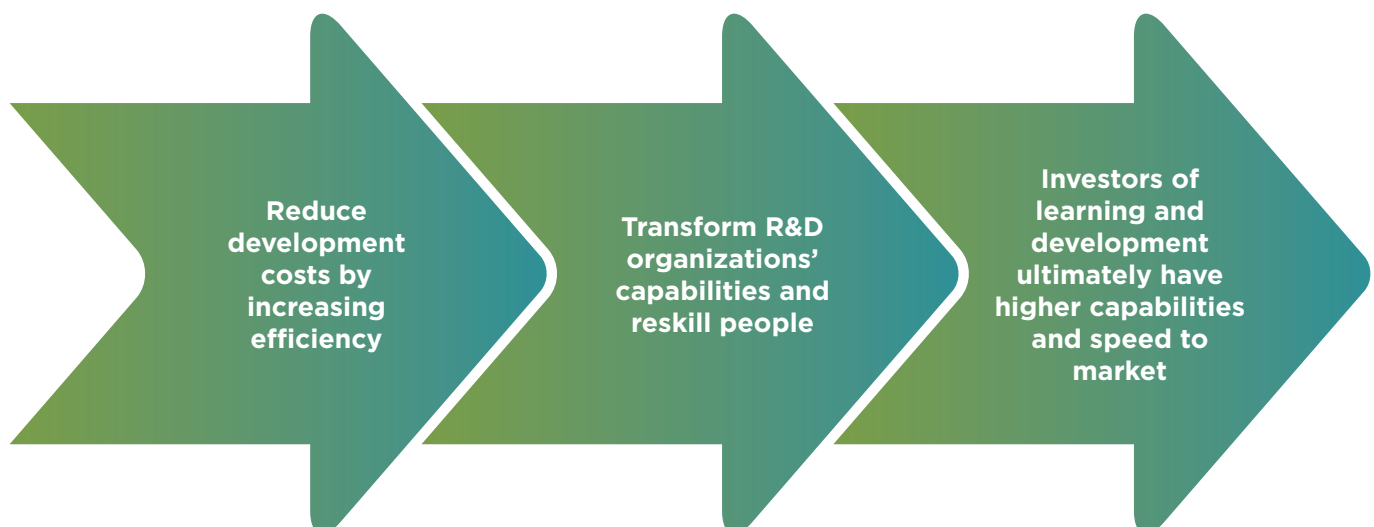 Reduce
development
costs by
increasing
efficiency
Transform R&D
organizations’
capabilities and
reskill people
Investors of
learning and
development
ultimately have
higher capabilities
and speed to
market